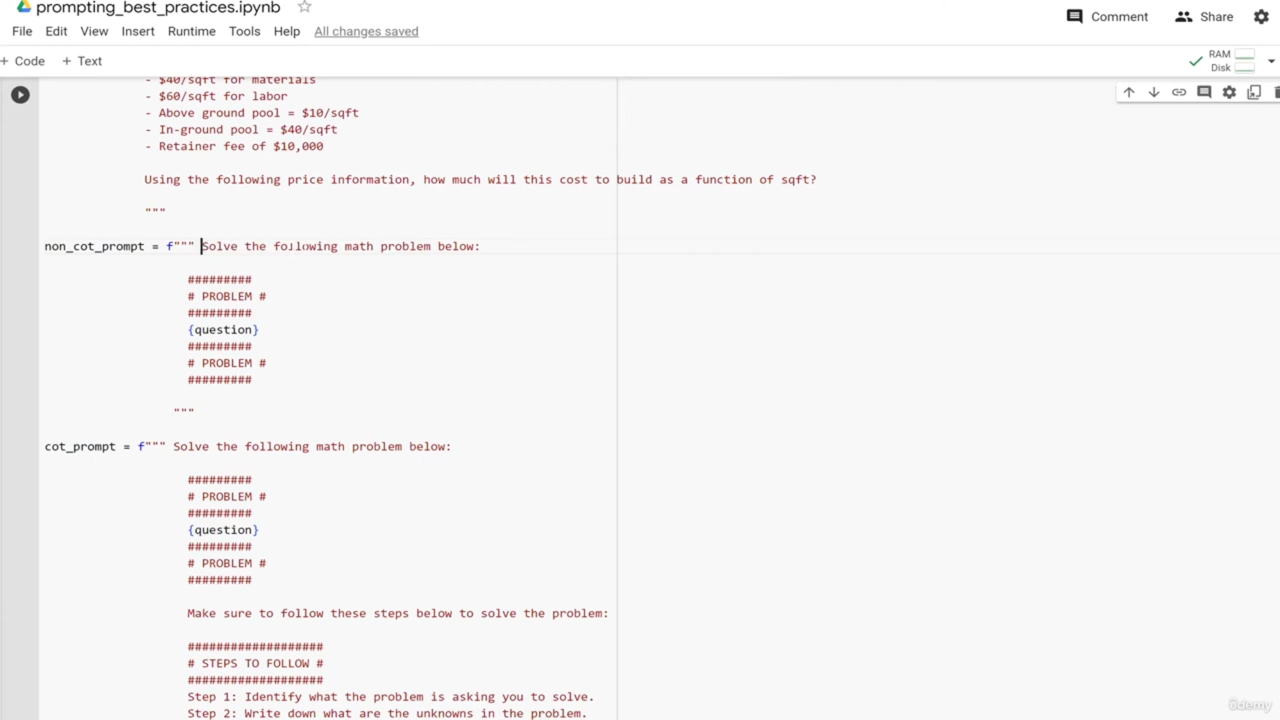 prompting_best_practices.ipynb
Comment
Share
File Edit View Insert Runtime Tools Help All changes saved
+ Code + Text
RAM
Disk
- $40/sqft for materials
- $60/sqft for labor
- Above ground pool = $10/sqft
- In-ground pool = $40/sqft
- Retainer fee of $10,000
Using the following price information, how much will this cost to build as a function of sqft?
"""
non_cot_prompt = f""" Solve the following math problem below:
#########
# PROBLEM #
#########
{question}
#########
# PROBLEM #
#########
"""
cot_prompt = f""" Solve the following math problem below:
#########
# PROBLEM #
#########
{question}
#########
# PROBLEM #
#########
Make sure to follow these steps below to solve the problem:
###################
# STEPS TO FOLLOW #
###################
Step 1: Identify what the problem is asking you to solve.
Step 2: Write down what are the unknowns in the problem.
ûdemy